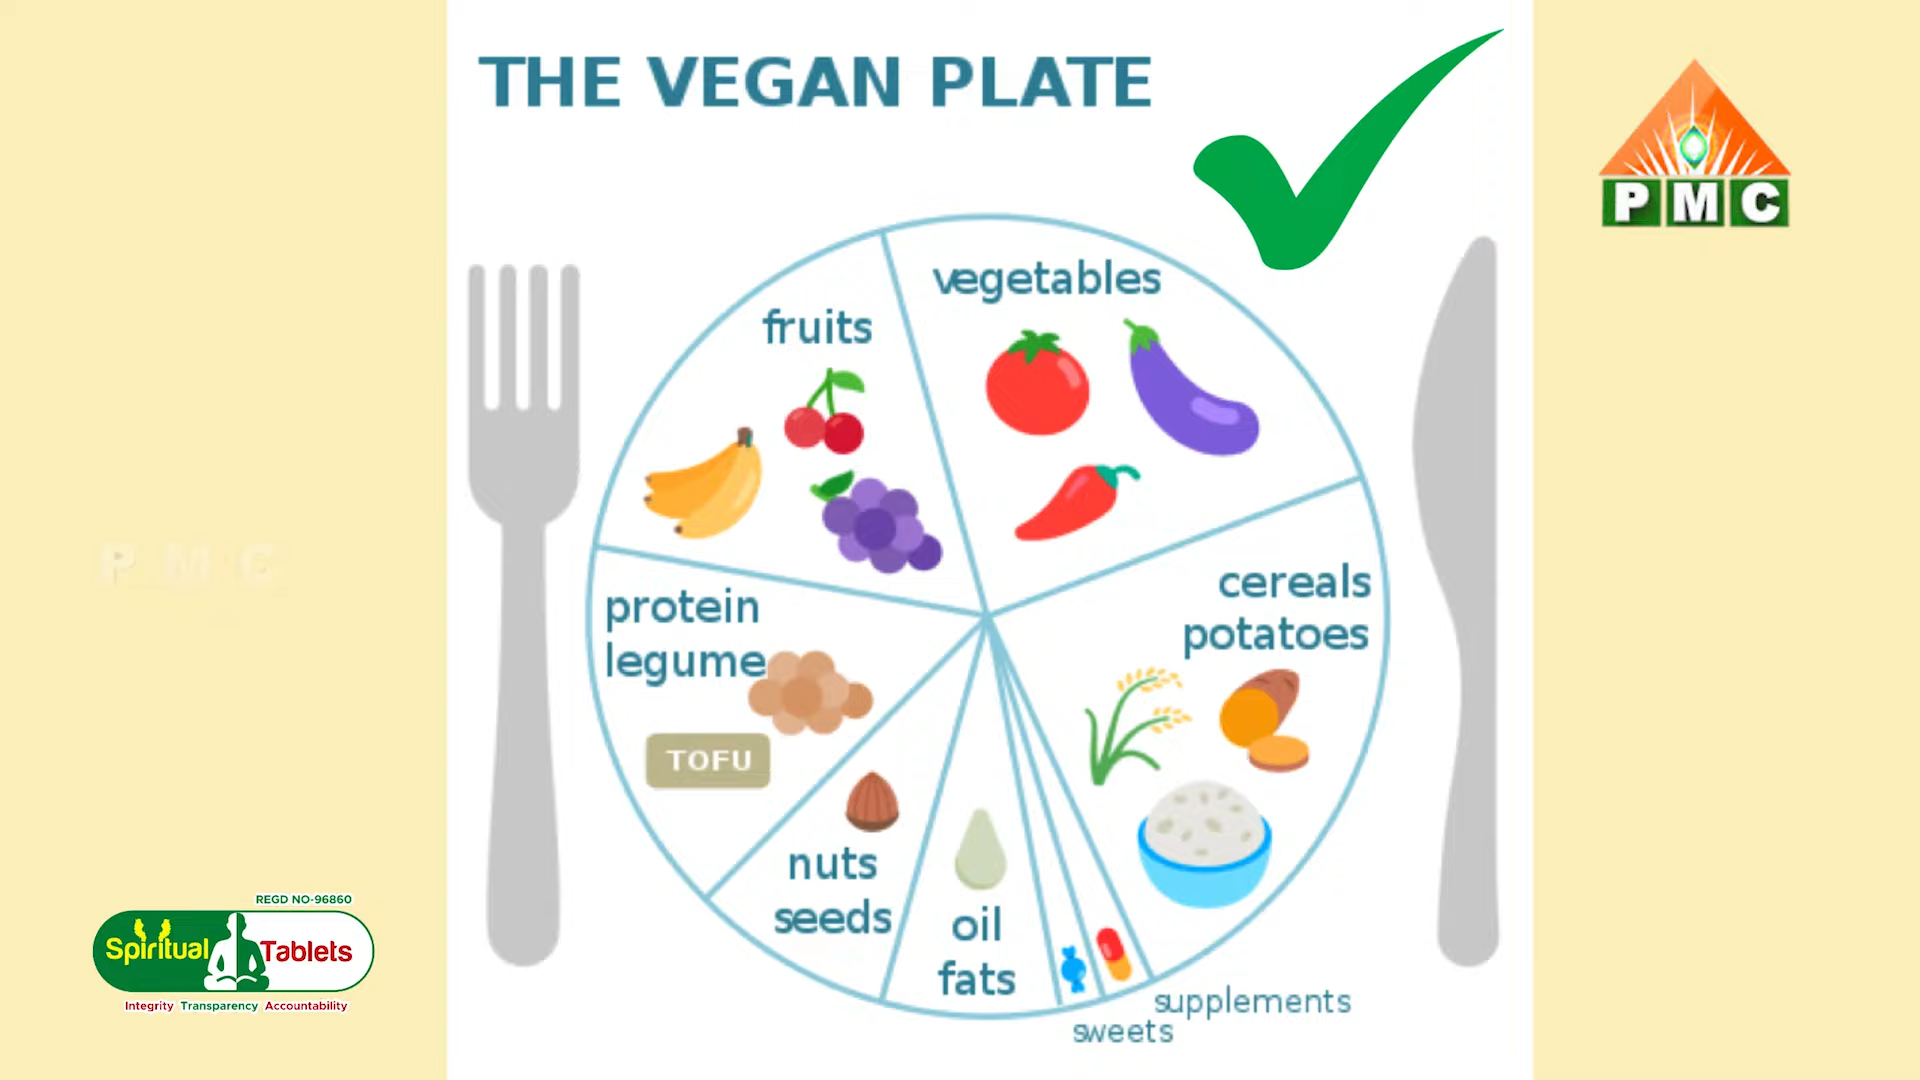 THE VEGAN PLATE
PMC
vegetables
fruits
cereals
potatoes
protein
legume
TOFU
nuts
seeds
oil
fats
supplements
sweets
PMC
REGD NO-96860
Spiritual Tablets
Integrity Transparency Accountability